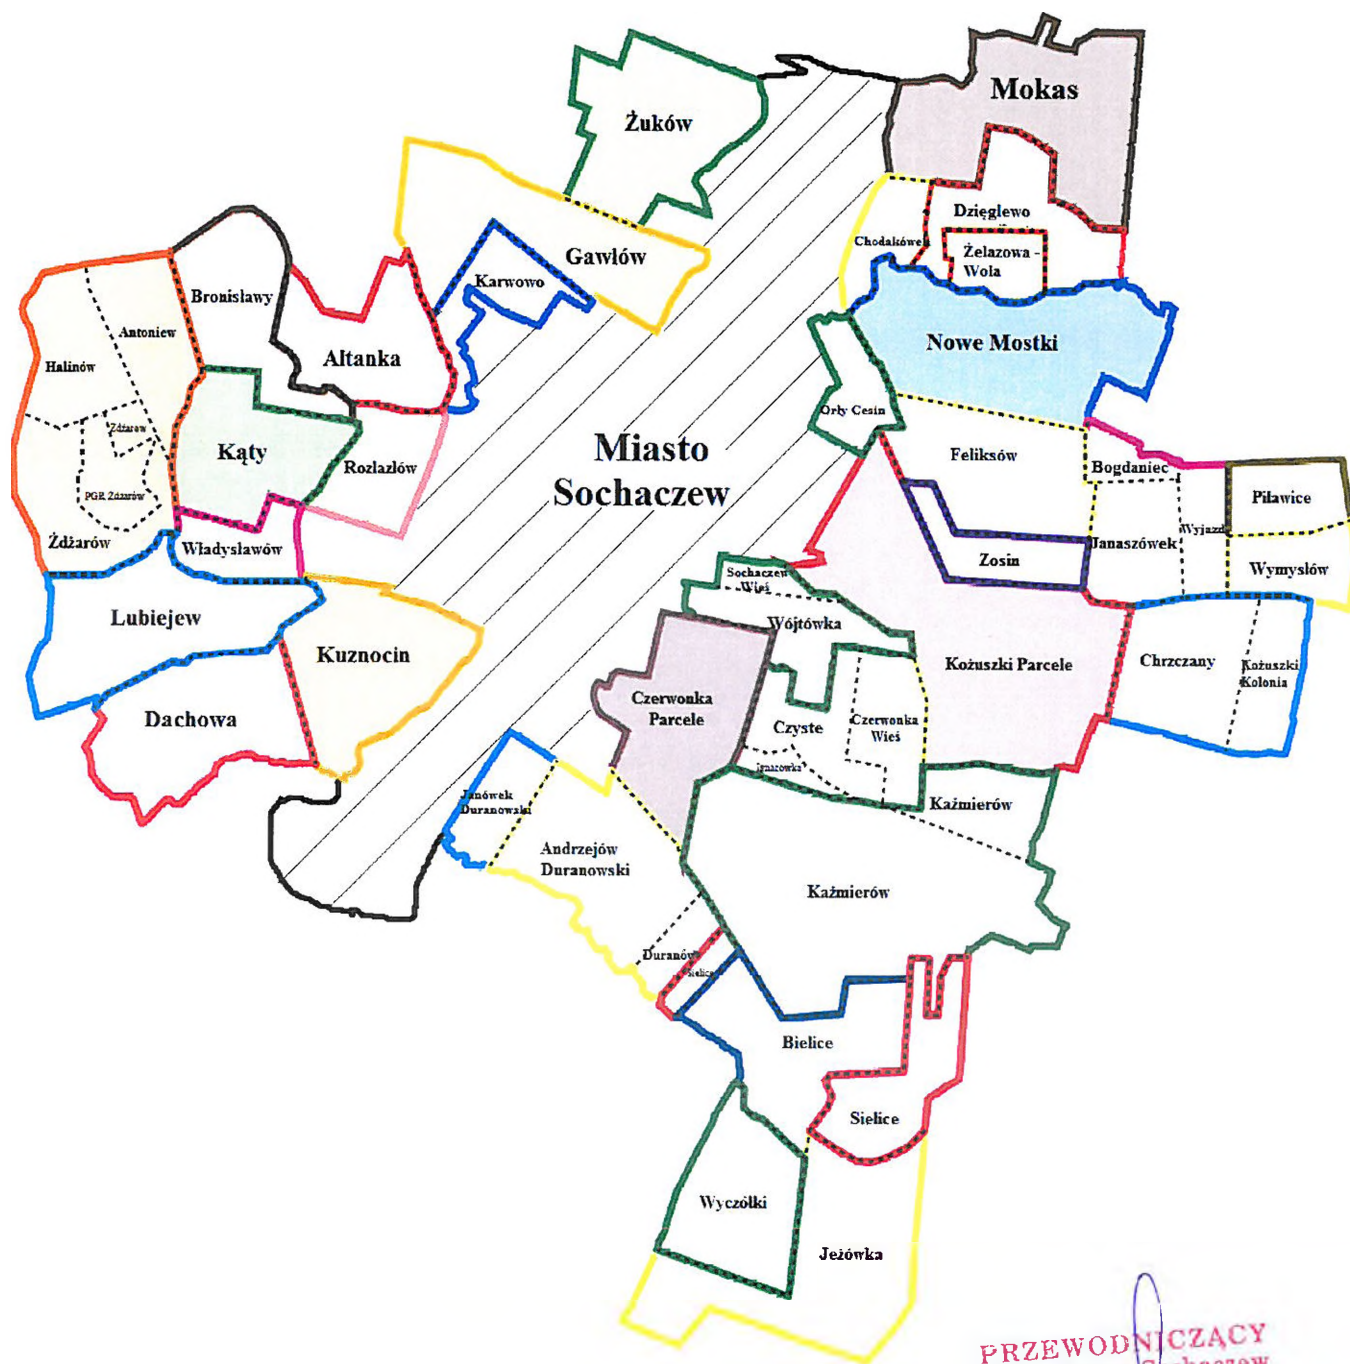 Mokas
Żuków
Dzięglewo
Chodakówek
Żelazowa -
Wola
Gawłów
Karwowo
Bronisławy
Antoniew
Altanka
Halinów
Nowe Mostki
Orły Cesin
Żdżarów
Kąty
Rozlazłów
Miasto
Sochaczew
Feliksów
Bogdaniec
Piławice
PGR Żdżarów
Wyjazd
Żdżarów
Władysławów
Janaszówek
Zosin
Wymysłów
Sochaczew
Wieś
Lubiejew
Wójtówka
Kuznocin
Kożuszki Parcele
Chrzczany
Kożuszki
Kolonia
Dachowa
Czerwonka
Parcele
Czyste
Czerwonka
Wieś
Ignacówka
Janówek
Duranowski
Kaźmierów
Andrzejów
Duranowski
Kaźmierów
Duranów
Sielice
Bielice
Sielice
Wyczółki
Jeżówka
PRZEWODNICZĄCY